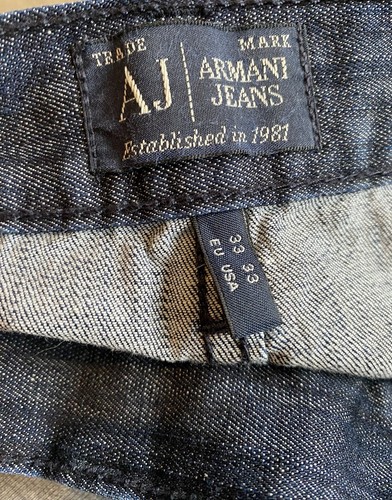 TRADE MARK
AJ ARMANI JEANS
Established in 1981
33 33
EU USA